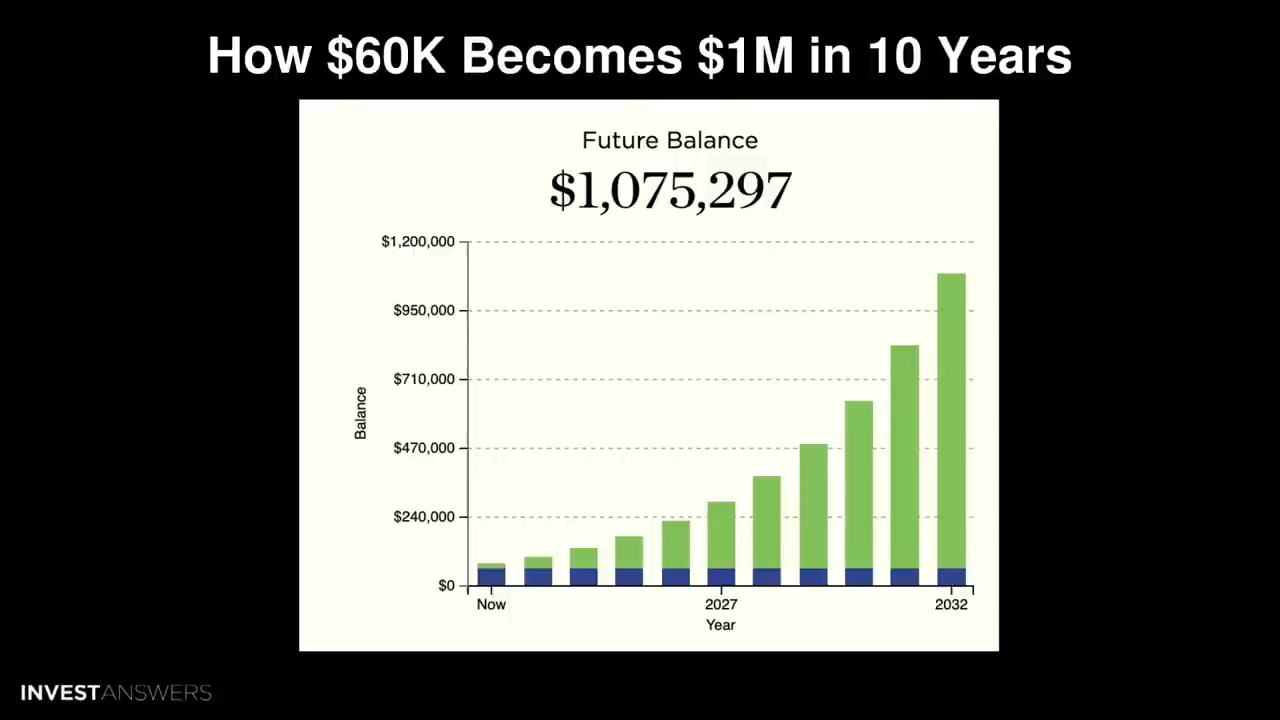 How $60K Becomes $1M in 10 Years
Future Balance
$1,075,297
$1,200,000
$950,000
$710,000
$470,000
$240,000
$0
Balance
Now
2027
2032
Year
INVESTANSWERS